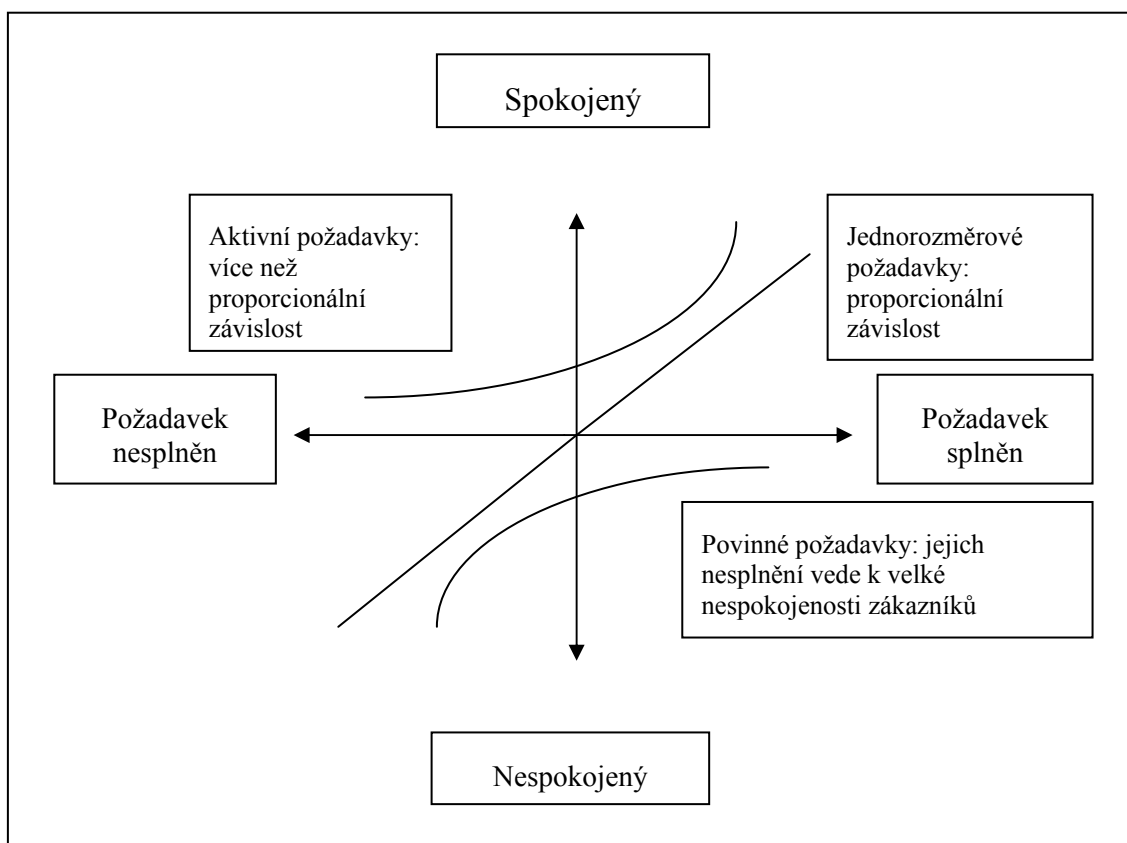 Spokojený
Aktivní požadavky:
více než
proporcionální
závislost
Jednorozměrové
požadavky:
proporcionální
závislost
Požadavek
nesplněn
Požadavek
splněn
Povinné požadavky: jejich
nesplnění vede k velké
nespokojenosti zákazníků
Nespokojený